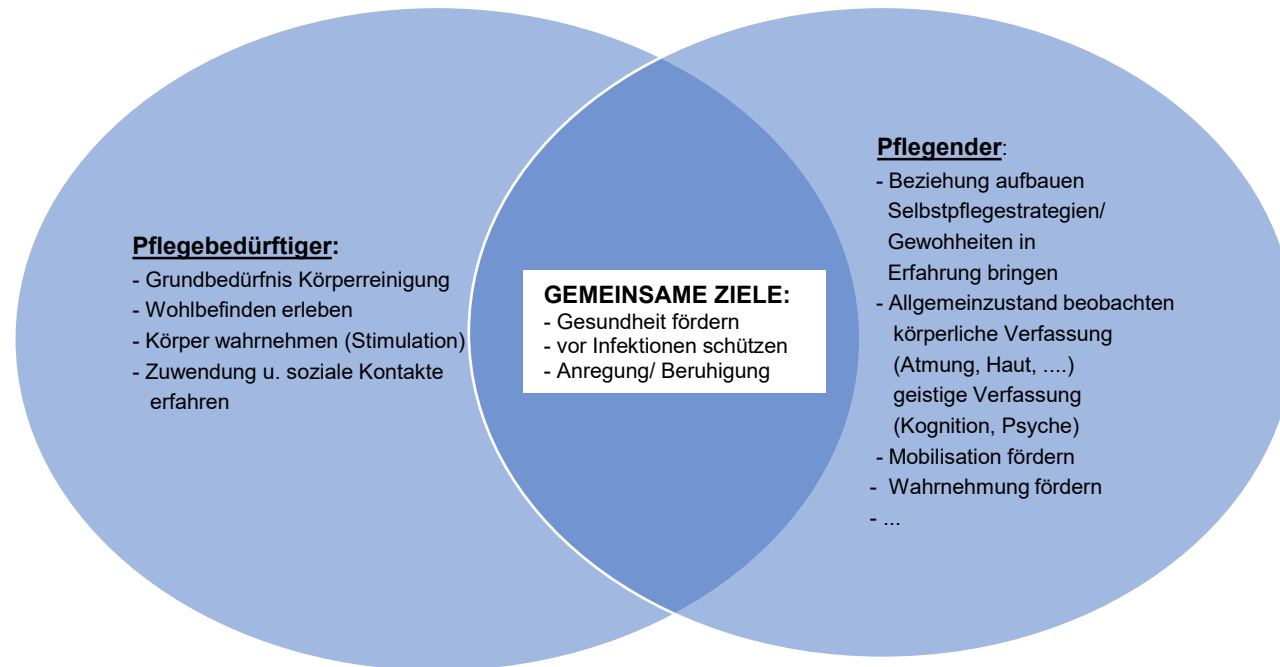 Pflegebedürftiger:
- Grundbedürfnis Körperreinigung
- Wohlbefinden erleben
- Körper wahrnehmen (Stimulation)
- Zuwendung u. soziale Kontakte
erfahren
GEMEINSAME ZIELE:
- Gesundheit fördern
- vor Infektionen schützen
- Anregung/ Beruhigung
Pflegender:
- Beziehung aufbauen
Selbstpflegestrategien/
Gewohheiten in
Erfahrung bringen
- Allgemeinzustand beobachten
körperliche Verfassung
(Atmung, Haut, ....)
geistige Verfassung
(Kognition, Psyche)
- Mobilisation fördern
- Wahrnehmung fördern
- ...